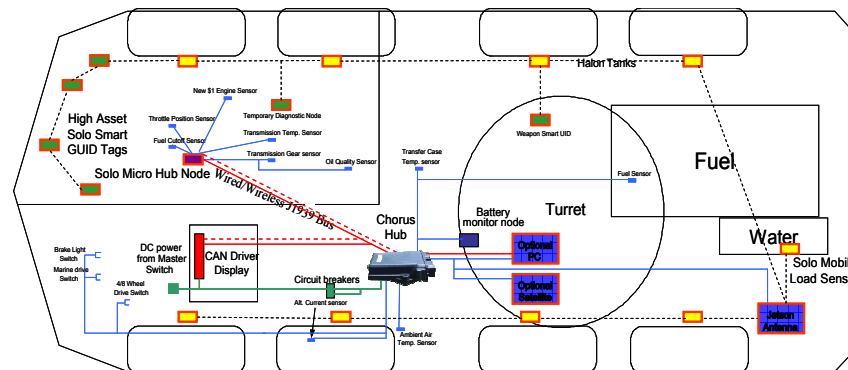 Halon Tanks
New $1 Engine Sensor
High Asset
Solo Smart
GUID Tags
Temporary Diagnostic Node
Throttle Position Sensor
Weapon Smart UID
Fuel Cutoff Sensor
Transmission Temp. Sensor
Transmission Gear sensor
Oil Quality Sensor
Transfer Case
Temp. sensor
Fuel
Solo Micro Hub Node
Fuel Sensor
Wired/Wireless J1939 Bus
Chorus
Hub
Battery
monitor node
Turret
Water
DC power
from Master
Switch
CAN Driver
Display
Brake Light
Switch
Marine drive
Switch
4/8 Wheel
Drive Switch
Circuit breakers
Alt. Current sensor
Optional
PC
Optional
Satellite
Solo Mobil
Load Sens
Jetson
Antenna
Ambient Air
Temp. Sensor